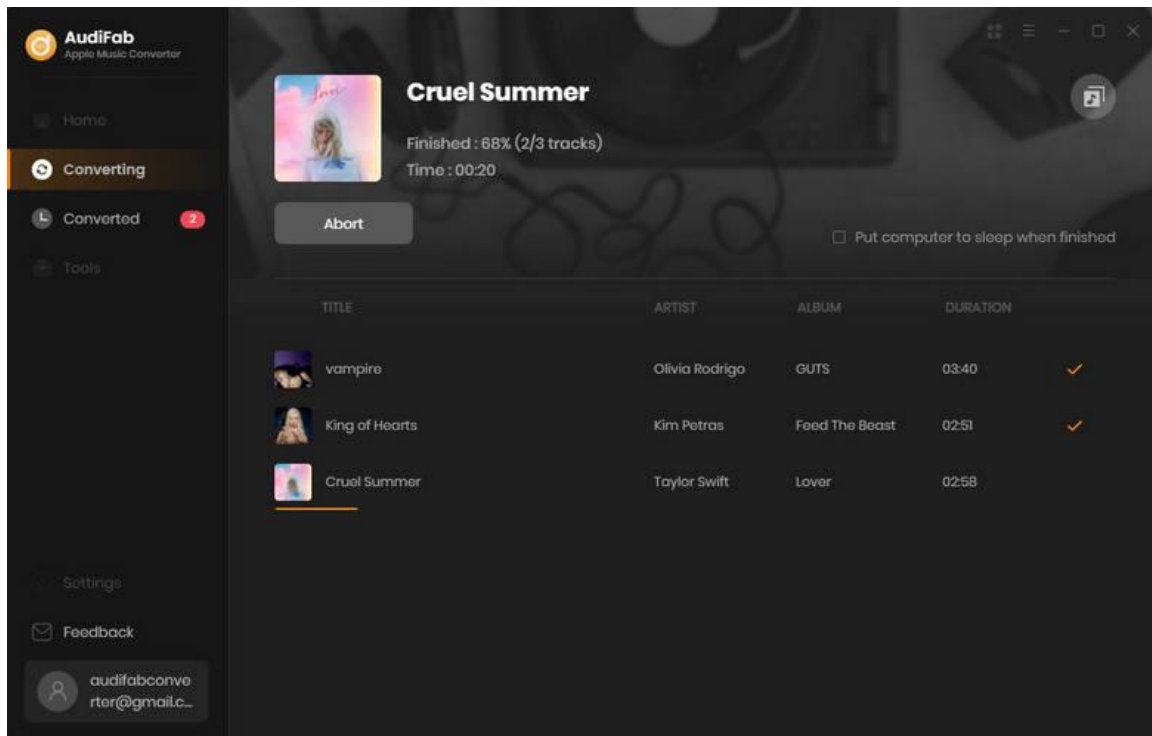 AudiFab
Apple Music Converter
Home
Converting
Converted 2
Tools
Settings
Feedback
audifabconve
rter@gmail.c...
Lover
Cruel Summer
Finished : 68% (2/3 tracks)
Time : 00:20
Abort
Put computer to sleep when finished
TITLE ARTIST ALBUM DURATION
vampire Olivia Rodrigo GUTS 03:40
King of Hearts Kim Petras Feed The Beast 02:51
Cruel Summer Taylor Swift Lover 02:58